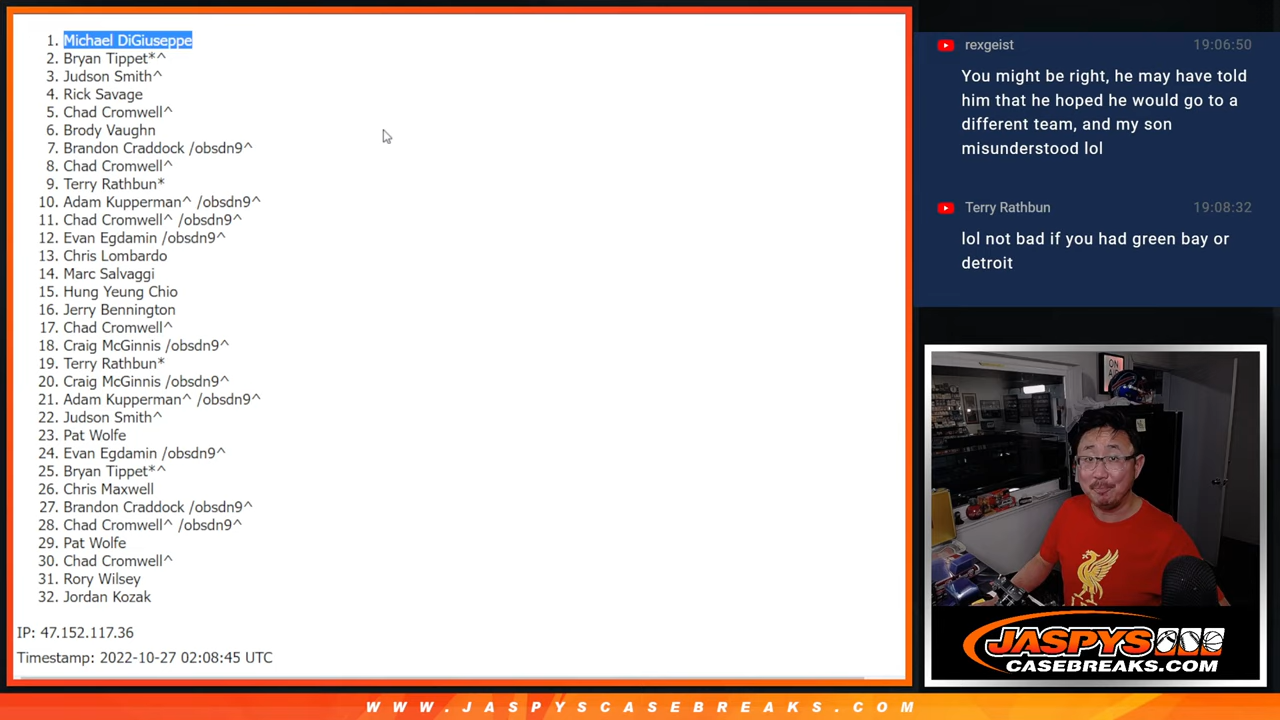 1. Michael DiGiuseppe
2. Bryan Tippet*^
3. Judson Smith^
4. Rick Savage
5. Chad Cromwell^
6. Brody Vaughn
7. Brandon Craddock /obsdn9^
8. Chad Cromwell^
9. Terry Rathbun*
10. Adam Kupperman^ /obsdn9^
11. Chad Cromwell^ /obsdn9^
12. Evan Egdamin /obsdn9^
13. Chris Lombardo
14. Marc Salvaggi
15. Hung Yeung Chio
16. Jerry Bennington
17. Chad Cromwell^
18. Craig McGinnis /obsdn9^
19. Terry Rathbun*
20. Craig McGinnis /obsdn9^
21. Adam Kupperman^ /obsdn9^
22. Judson Smith^
23. Pat Wolfe
24. Evan Egdamin /obsdn9^
25. Bryan Tippet*^
26. Chris Maxwell
27. Brandon Craddock /obsdn9^
28. Chad Cromwell^ /obsdn9^
29. Pat Wolfe
30. Chad Cromwell^
31. Rory Wilsey
32. Jordan Kozak
IP: 47.152.117.36
Timestamp: 2022-10-27 02:08:45 UTC
rexgeist 19:06:50
You might be right, he may have told
him that he hoped he would go to a
different team, and my son
misunderstood lol
Terry Rathbun 19:08:32
lol not bad if you had green bay or
detroit
ON
AIR
JASPYS
CASEBREAKS.COM
WWW.JASPYSCASEBREAKS.COM